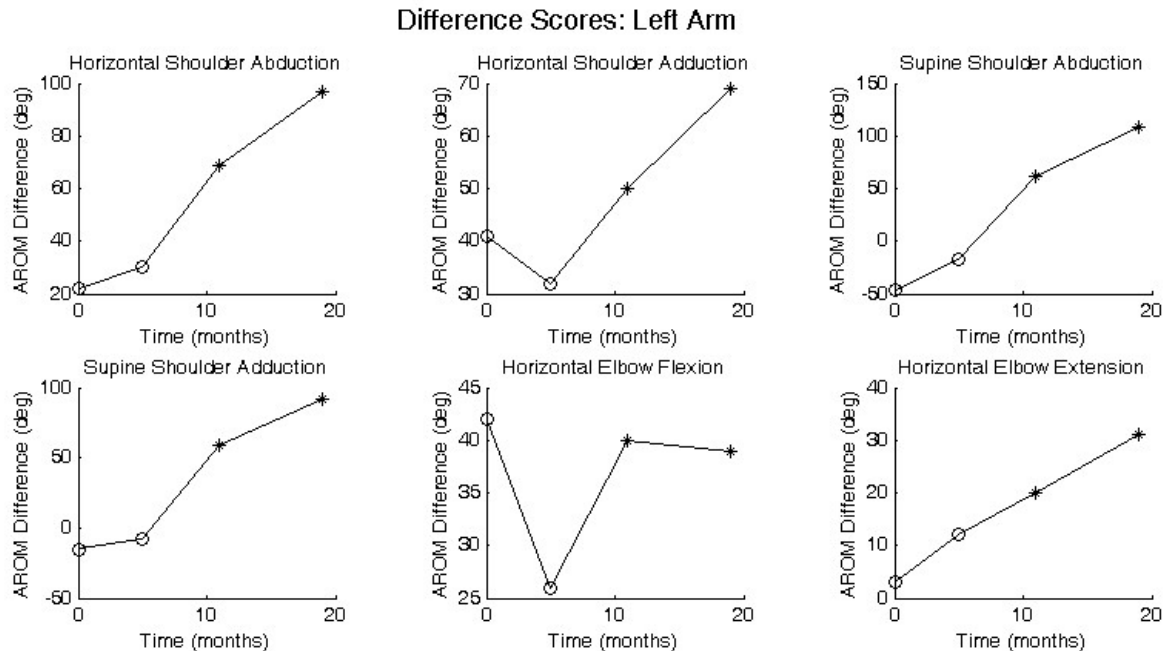 Difference Scores: Left Arm
Horizontal Shoulder Abduction
AROM Difference (deg)
100
80
60
40
20
0
10
20
Time (months)
Horizontal Shoulder Adduction
AROM Difference (deg)
70
60
50
40
30
0
10
20
Time (months)
Supine Shoulder Abduction
AROM Difference (deg)
150
100
50
0
-50
0
10
20
Time (months)
Supine Shoulder Adduction
AROM Difference (deg)
100
50
0
-50
0
10
20
Time (months)
Horizontal Elbow Flexion
AROM Difference (deg)
45
40
35
30
25
0
10
20
Time (months)
Horizontal Elbow Extension
AROM Difference (deg)
40
30
20
10
0
0
10
20
Time (months)